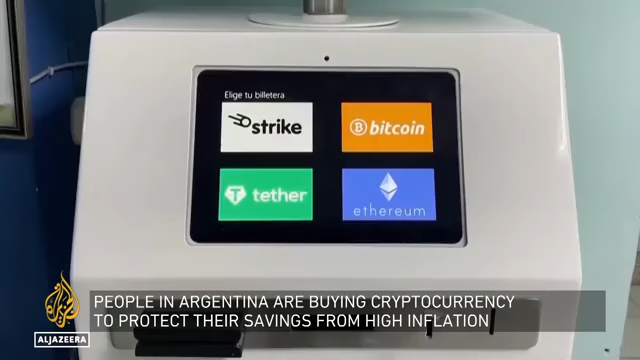 Elige tu billetera
strike
bitcoin
tether
ethereum
PEOPLE IN ARGENTINA ARE BUYING CRYPTOCURRENCY
TO PROTECT THEIR SAVINGS FROM HIGH INFLATION
ALJAZEERA